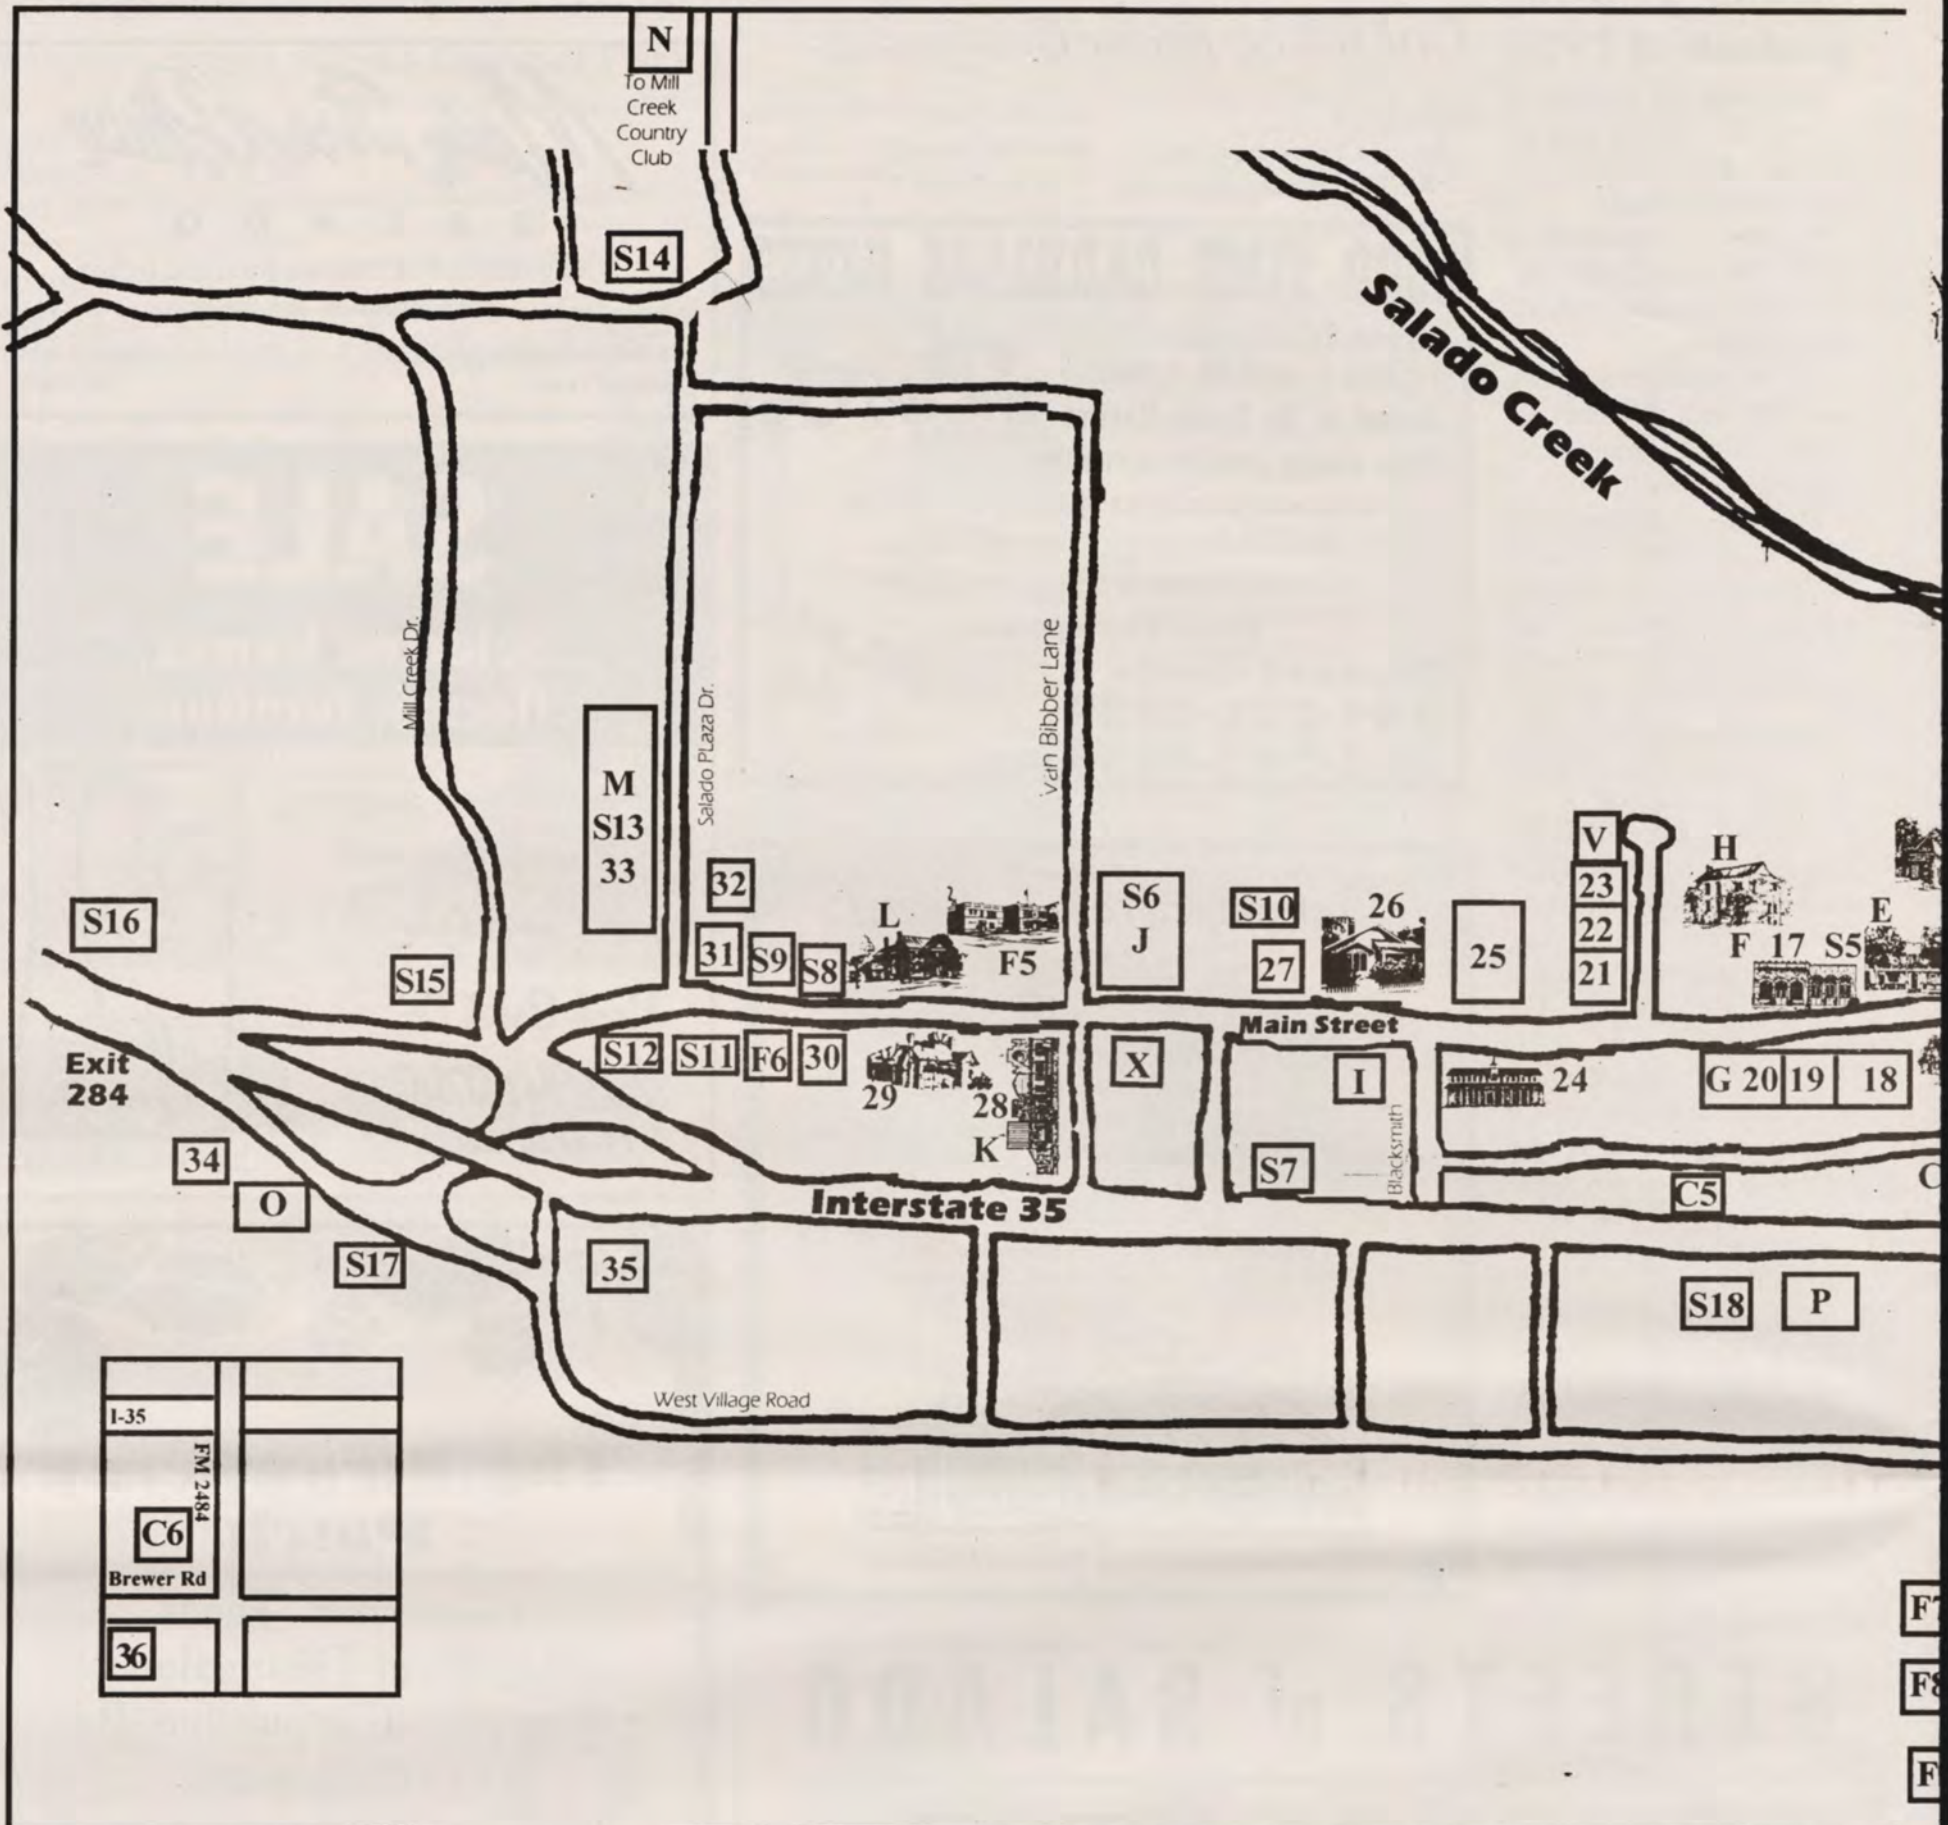 N
To Mill
Creek
Country
Club
S14
Salado Creek
Mill Creek Dr.
Salado PLaza Dr.
Van Bibber Lane
M
S13
33
32
31
S9
S8
L
F5
S6
J
S10
27
26
25
V
23
22
21
H
F
17
S5
E
S16
S15
Exit
284
S12
S11
F6
30
29
28
K
X
Main Street
I
Blacksmith
S7
24
G 20
19
18
C5
C
34
O
S17
Interstate 35
35
S18
P
West Village Road
I-35
FM 2484
C6
Brewer Rd
36
F7
F8
F